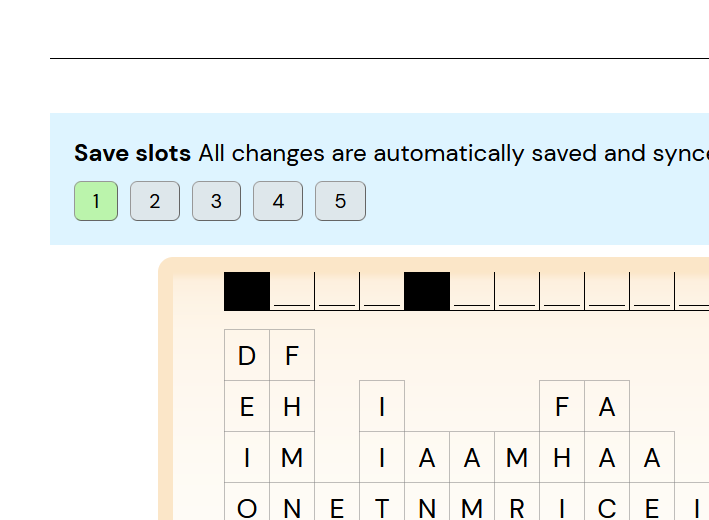 Save slots All changes are automatically saved and sync
1 2 3 4 5
D F
E H I F A
I M I A A M H A A
O N E T N M R I C E I